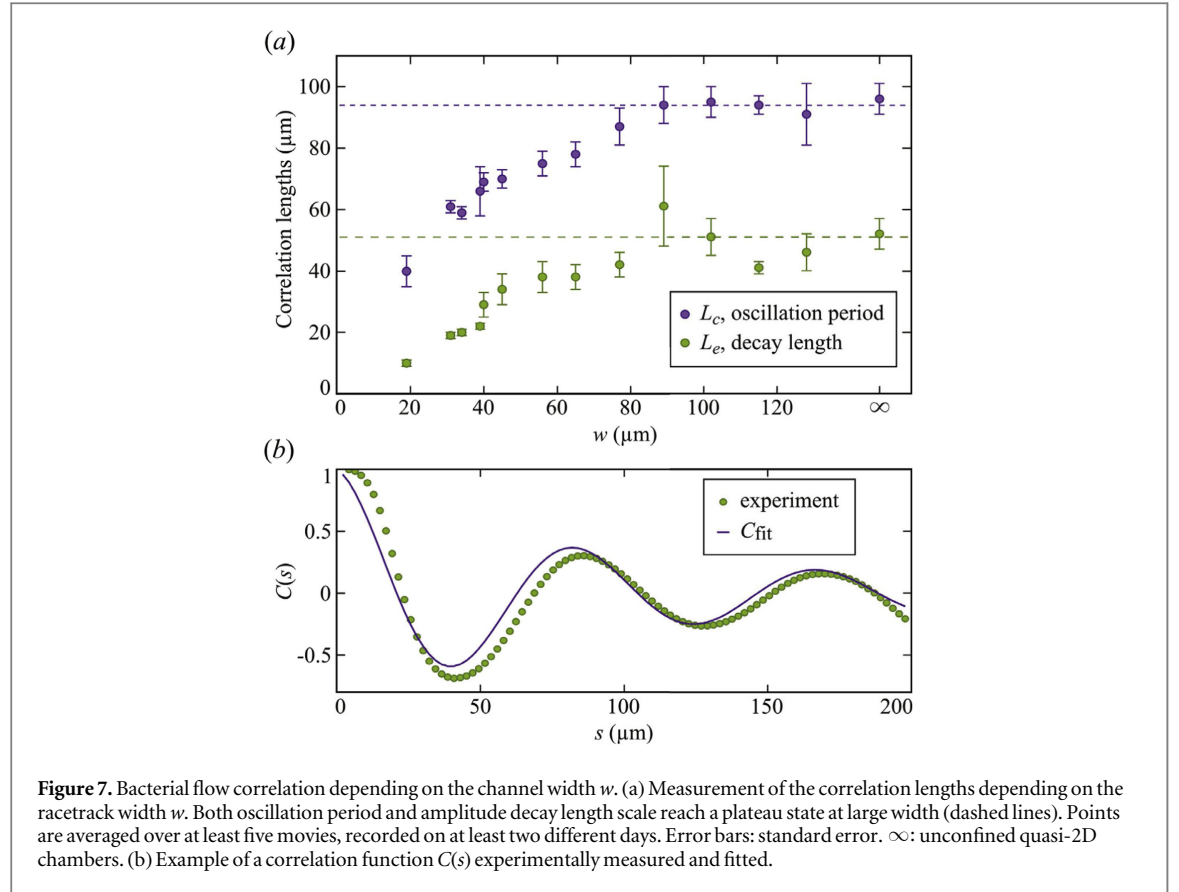 (a)
100
80
60
40
20
0
Correlation lengths (μm)
L_c, oscillation period
L_e, decay length
0 20 40 60 80 100 120 ∞
w (μm)
(b)
1
0.5
0
-0.5
C(s)
experiment
C_fit
0 50 100 150 200
s (μm)
Figure 7. Bacterial flow correlation depending on the channel width w. (a) Measurement of the correlation lengths depending on the
racetrack width w. Both oscillation period and amplitude decay length scale reach a plateau state at large width (dashed lines). Points
are averaged over at least five movies, recorded on at least two different days. Error bars: standard error. ∞: unconfined quasi-2D
chambers. (b) Example of a correlation function C(s) experimentally measured and fitted.